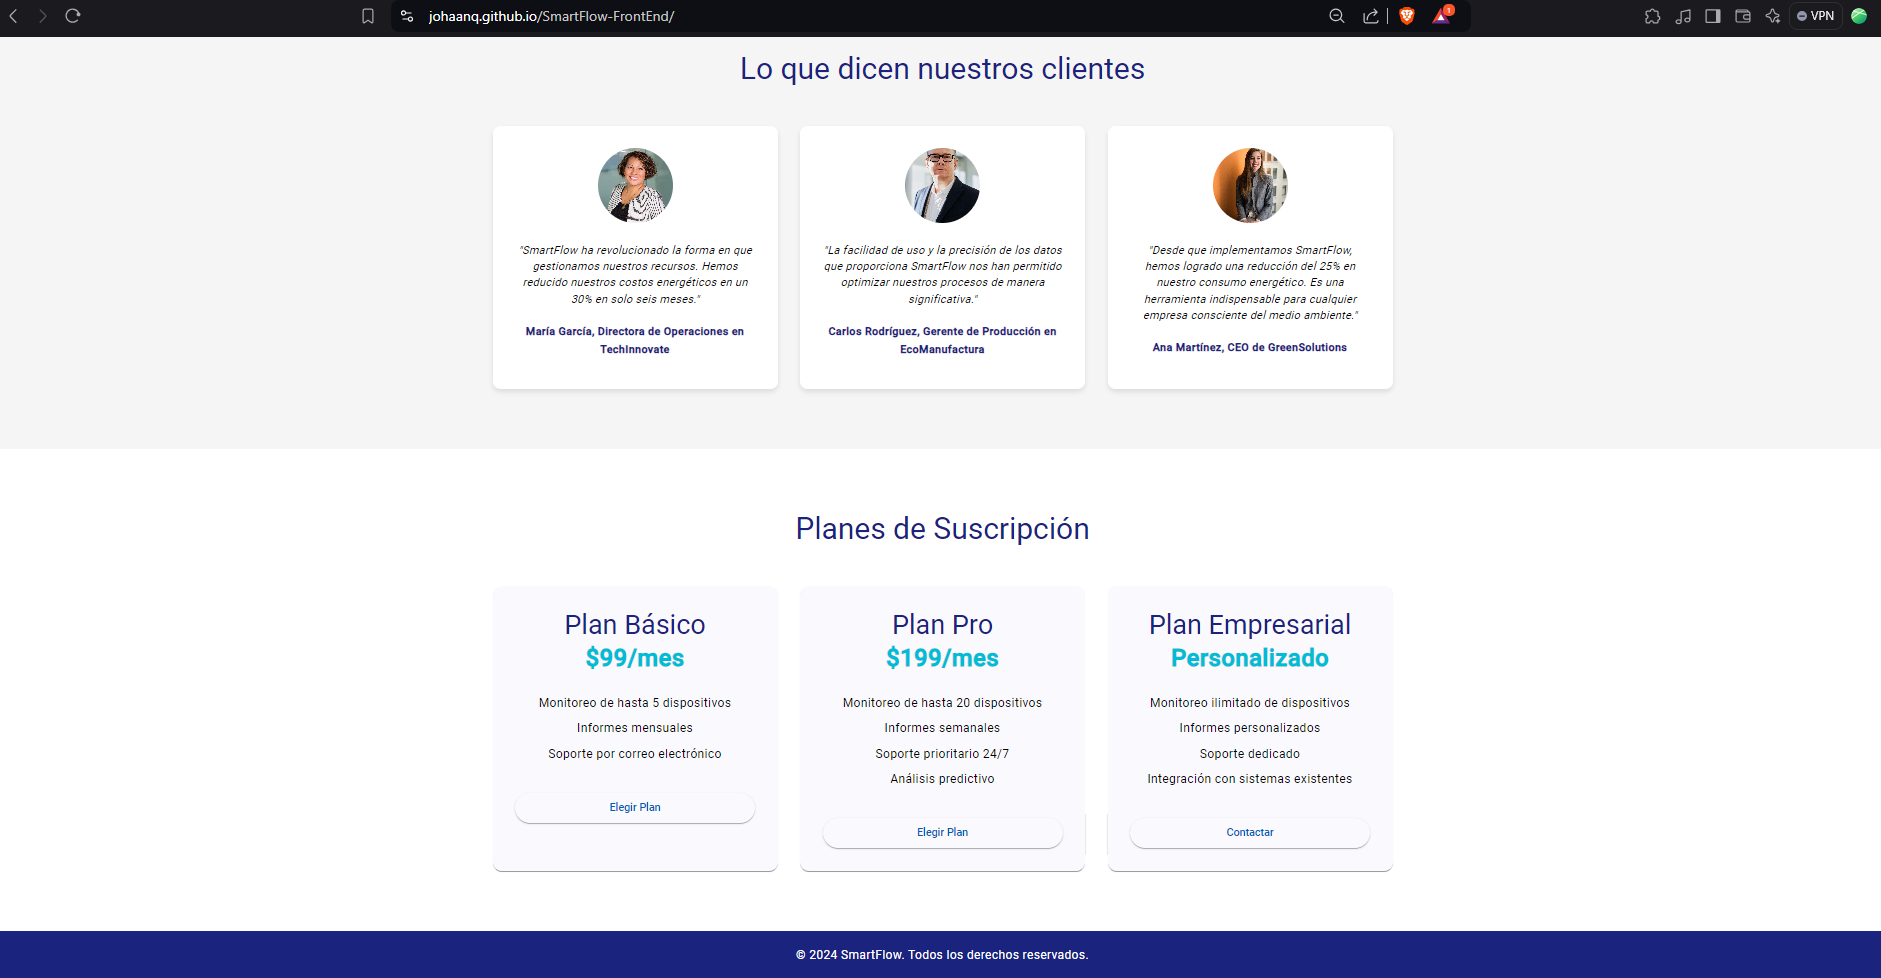 johaanq.github.io/SmartFlow-FrontEnd/
1
VPN
Lo que dicen nuestros clientes
"SmartFlow ha revolucionado la forma en que
gestionamos nuestros recursos. Hemos
reducido nuestros costos energéticos en un
30% en solo seis meses."
María García, Directora de Operaciones en
TechInnovate
"La facilidad de uso y la precisión de los datos
que proporciona SmartFlow nos han permitido
optimizar nuestros procesos de manera
significativa."
Carlos Rodríguez, Gerente de Producción en
EcoManufactura
"Desde que implementamos SmartFlow,
hemos logrado una reducción del 25% en
nuestro consumo energético. Es una
herramienta indispensable para cualquier
empresa consciente del medio ambiente."
Ana Martínez, CEO de GreenSolutions
Planes de Suscripción
Plan Básico
$99/mes
Monitoreo de hasta 5 dispositivos
Informes mensuales
Soporte por correo electrónico
Elegir Plan
Plan Pro
$199/mes
Monitoreo de hasta 20 dispositivos
Informes semanales
Soporte prioritario 24/7
Análisis predictivo
Elegir Plan
Plan Empresarial
Personalizado
Monitoreo ilimitado de dispositivos
Informes personalizados
Soporte dedicado
Integración con sistemas existentes
Contactar
© 2024 SmartFlow. Todos los derechos reservados.